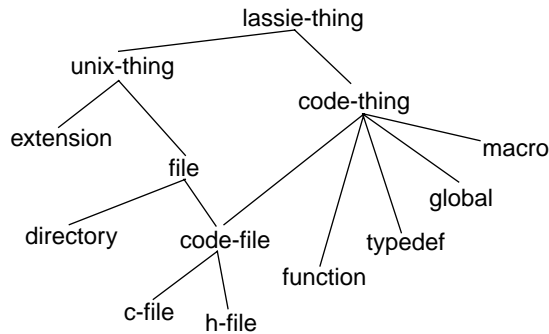 lassie-thing
unix-thing
code-thing
extension
macro
file
global
directory
code-file
typedef
function
c-file
h-file